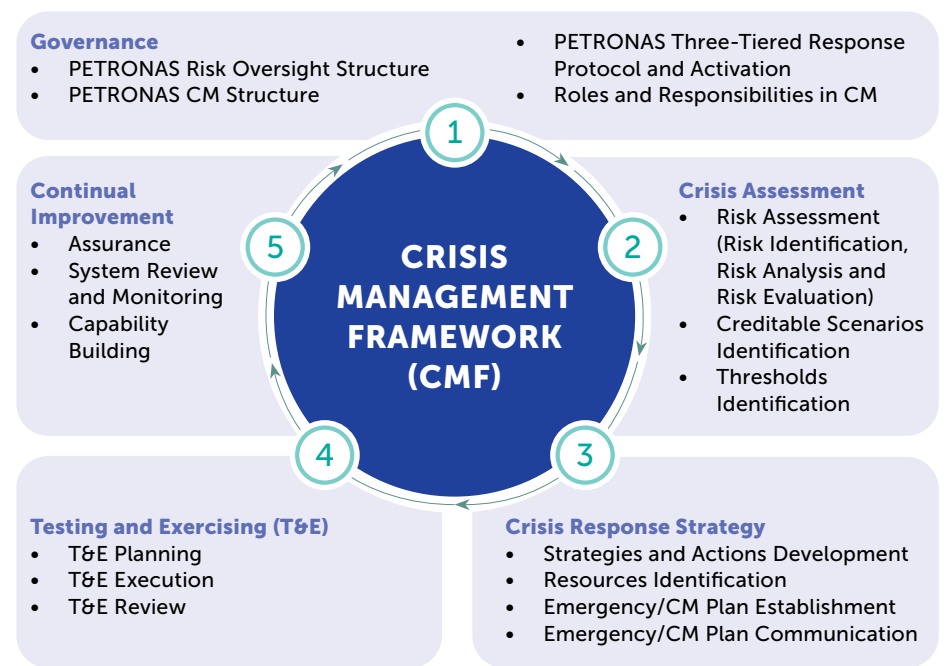 Governance
• PETRONAS Risk Oversight Structure
• PETRONAS CM Structure
• PETRONAS Three-Tiered Response
Protocol and Activation
• Roles and Responsibilities in CM
1
CRISIS
MANAGEMENT
FRAMEWORK
(CMF)
2
Crisis Assessment
• Risk Assessment
(Risk Identification,
Risk Analysis and
Risk Evaluation)
• Creditable Scenarios
Identification
• Thresholds
Identification
3
Crisis Response Strategy
• Strategies and Actions Development
• Resources Identification
• Emergency/CM Plan Establishment
• Emergency/CM Plan Communication
4
Testing and Exercising (T&E)
• T&E Planning
• T&E Execution
• T&E Review
5
Continual
Improvement
• Assurance
• System Review
and Monitoring
• Capability
Building